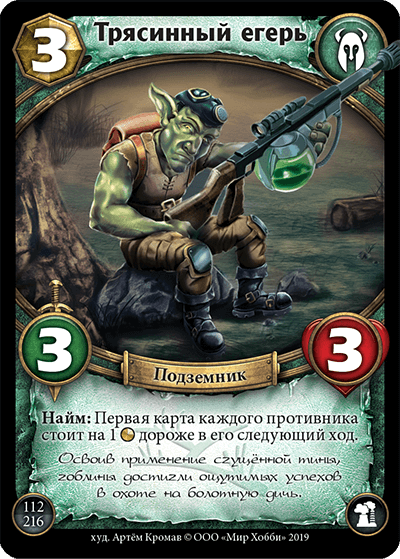 3
Трясинный егерь
3
Подземник
3
Найм: Первая карта каждого противника
стоит на 1 дороже в его следующий ход.
Освоив применение сгущённой тины,
гоблины достигли ощутимых успехов
в охоте на болотную дичь.
112
216
худ. Артём Кромав © ООО «Мир Хобби» 2019